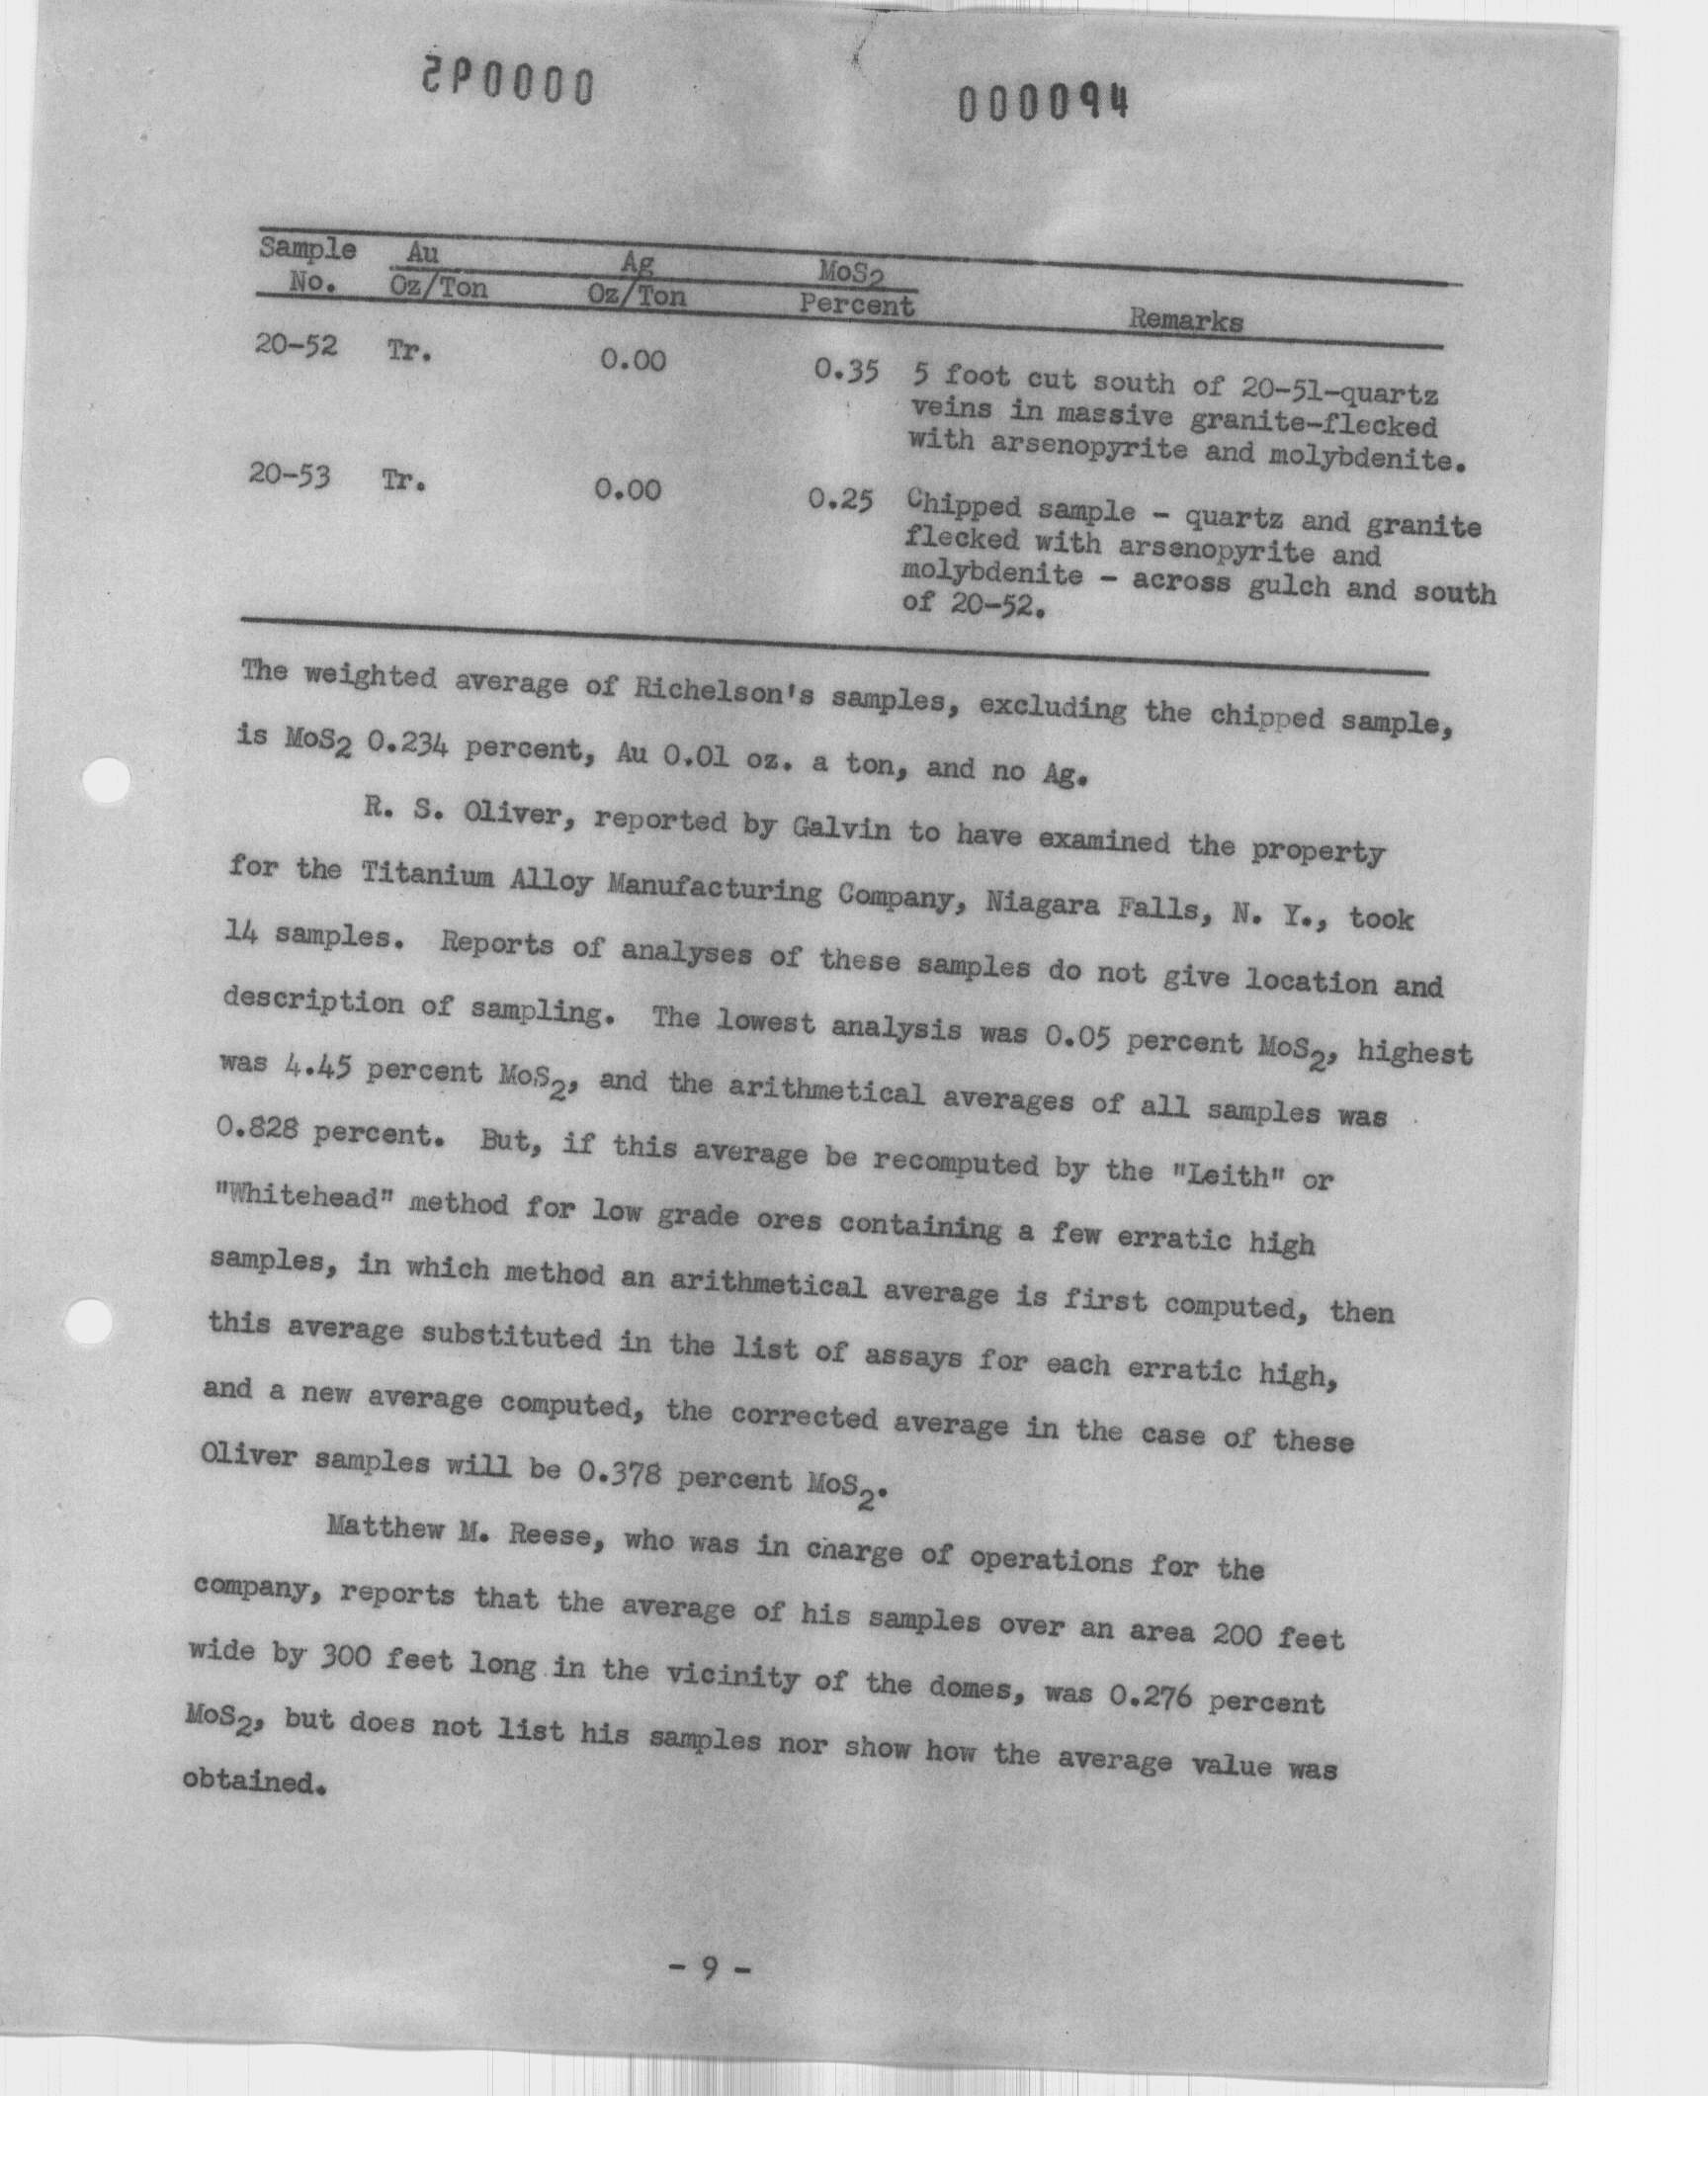 000092 000094
Sample Au Ag MoS2
No. Oz/Ton Oz/Ton Percent Remarks
20-52 Tr. 0.00 0.35 5 foot cut south of 20-51-quartz
veins in massive granite-flecked
with arsenopyrite and molybdenite.
20-53 Tr. 0.00 0.25 Chipped sample - quartz and granite
flecked with arsenopyrite and
molybdenite - across gulch and south
of 20-52.
The weighted average of Richelson's samples, excluding the chipped sample,
is MoS2 0.234 percent, Au 0.01 oz. a ton, and no Ag.
R. S. Oliver, reported by Galvin to have examined the property
for the Titanium Alloy Manufacturing Company, Niagara Falls, N. Y., took
14 samples. Reports of analyses of these samples do not give location and
description of sampling. The lowest analysis was 0.05 percent MoS2, highest
was 4.45 percent MoS2, and the arithmetical averages of all samples was
0.828 percent. But, if this average be recomputed by the "Leith" or
"Whitehead" method for low grade ores containing a few erratic high
samples, in which method an arithmetical average is first computed, then
this average substituted in the list of assays for each erratic high,
and a new average computed, the corrected average in the case of these
Oliver samples will be 0.378 percent MoS2.
Matthew M. Reese, who was in charge of operations for the
company, reports that the average of his samples over an area 200 feet
wide by 300 feet long in the vicinity of the domes, was 0.276 percent
MoS2, but does not list his samples nor show how the average value was
obtained.
- 9 -